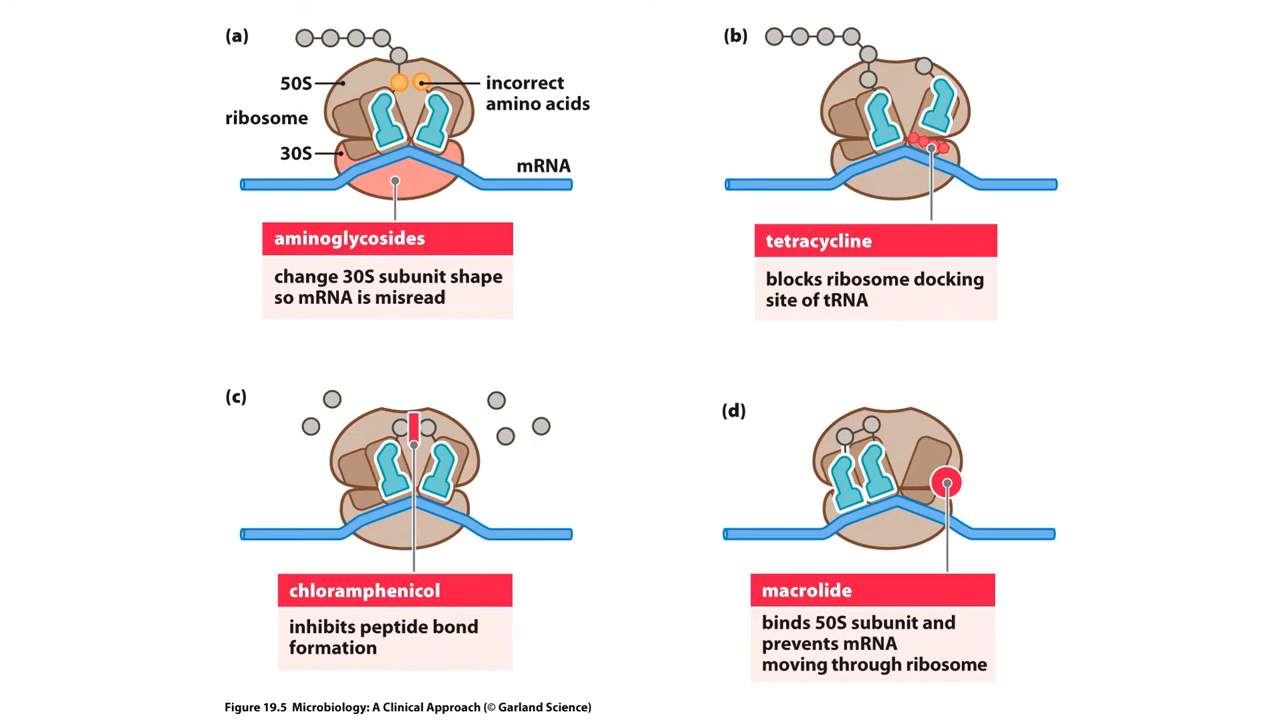 (a)
50S
incorrect
amino acids
ribosome
30S
mRNA
aminoglycosides
change 30S subunit shape
so mRNA is misread
(b)
tetracycline
blocks ribosome docking
site of tRNA
(c)
chloramphenicol
inhibits peptide bond
formation
(d)
macrolide
binds 50S subunit and
prevents mRNA
moving through ribosome
Figure 19.5 Microbiology: A Clinical Approach (© Garland Science)